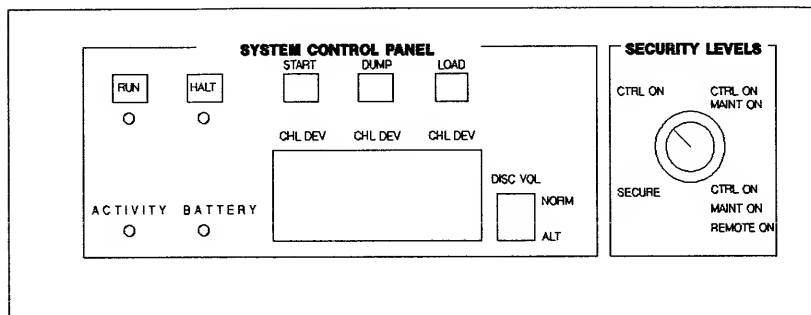 SYSTEM CONTROL PANEL
START DUMP LOAD
RUN HALT
CHL DEV CHL DEV CHL DEV
DISC VOL
NORM
ALT
ACTIVITY BATTERY
SECURITY LEVELS
CTRL ON
CTRL ON
MAINT ON
SECURE
CTRL ON
MAINT ON
REMOTE ON